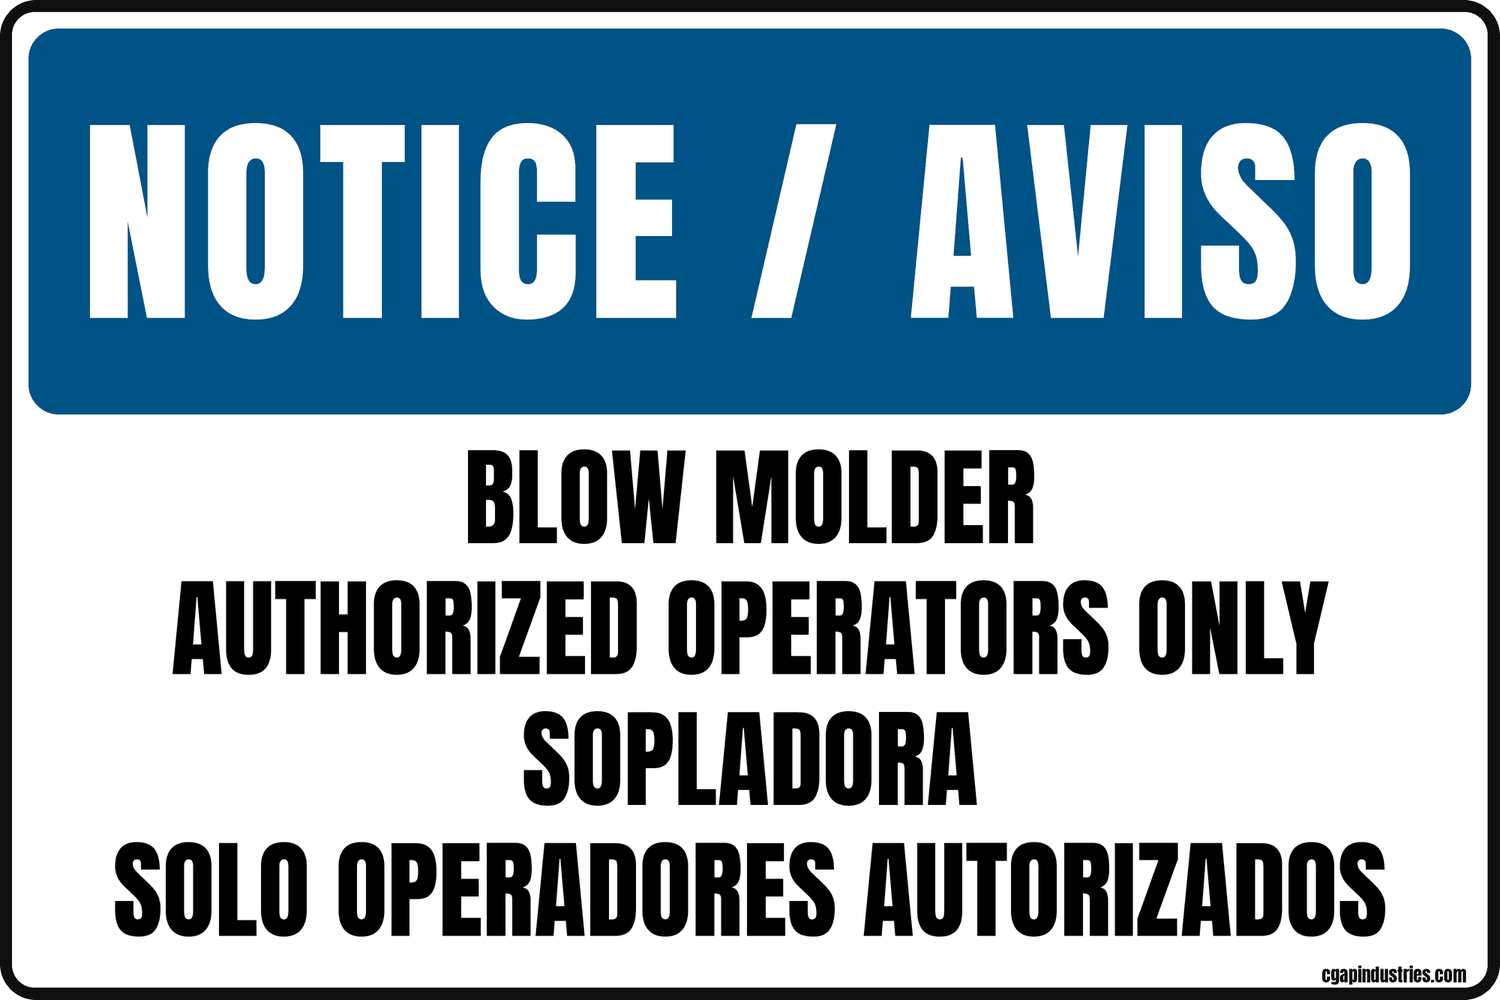 NOTICE / AVISO
BLOW MOLDER
AUTHORIZED OPERATORS ONLY
SOPLADORA
SOLO OPERADORES AUTORIZADOS
cgapindustries.com